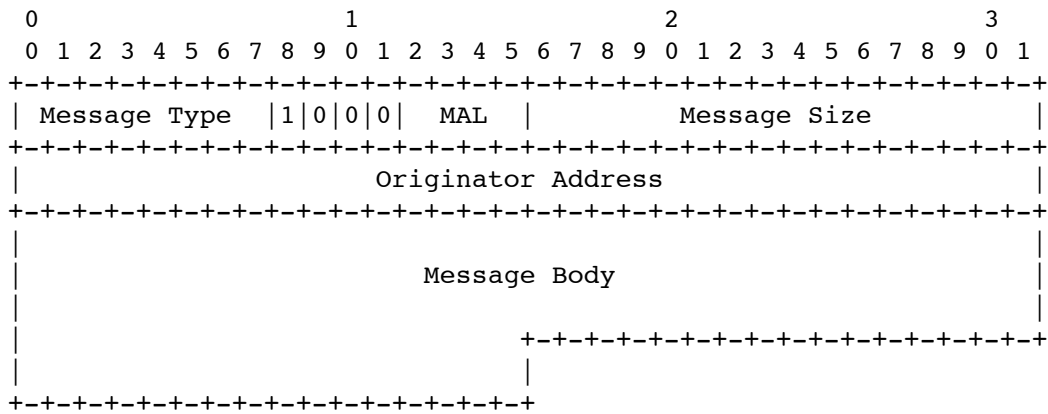 0                   1                   2                   3
 0 1 2 3 4 5 6 7 8 9 0 1 2 3 4 5 6 7 8 9 0 1 2 3 4 5 6 7 8 9 0 1
+-+-+-+-+-+-+-+-+-+-+-+-+-+-+-+-+-+-+-+-+-+-+-+-+-+-+-+-+-+-+-+-+
| Message Type  |1|0|0|0|  MAL  |         Message Size          |
+-+-+-+-+-+-+-+-+-+-+-+-+-+-+-+-+-+-+-+-+-+-+-+-+-+-+-+-+-+-+-+-+
|                      Originator Address                       |
+-+-+-+-+-+-+-+-+-+-+-+-+-+-+-+-+-+-+-+-+-+-+-+-+-+-+-+-+-+-+-+-+
|                                                               |
|                         Message Body                          |
|                                                               |
|                               +-+-+-+-+-+-+-+-+-+-+-+-+-+-+-+-+
|                               |
+-+-+-+-+-+-+-+-+-+-+-+-+-+-+-+-+